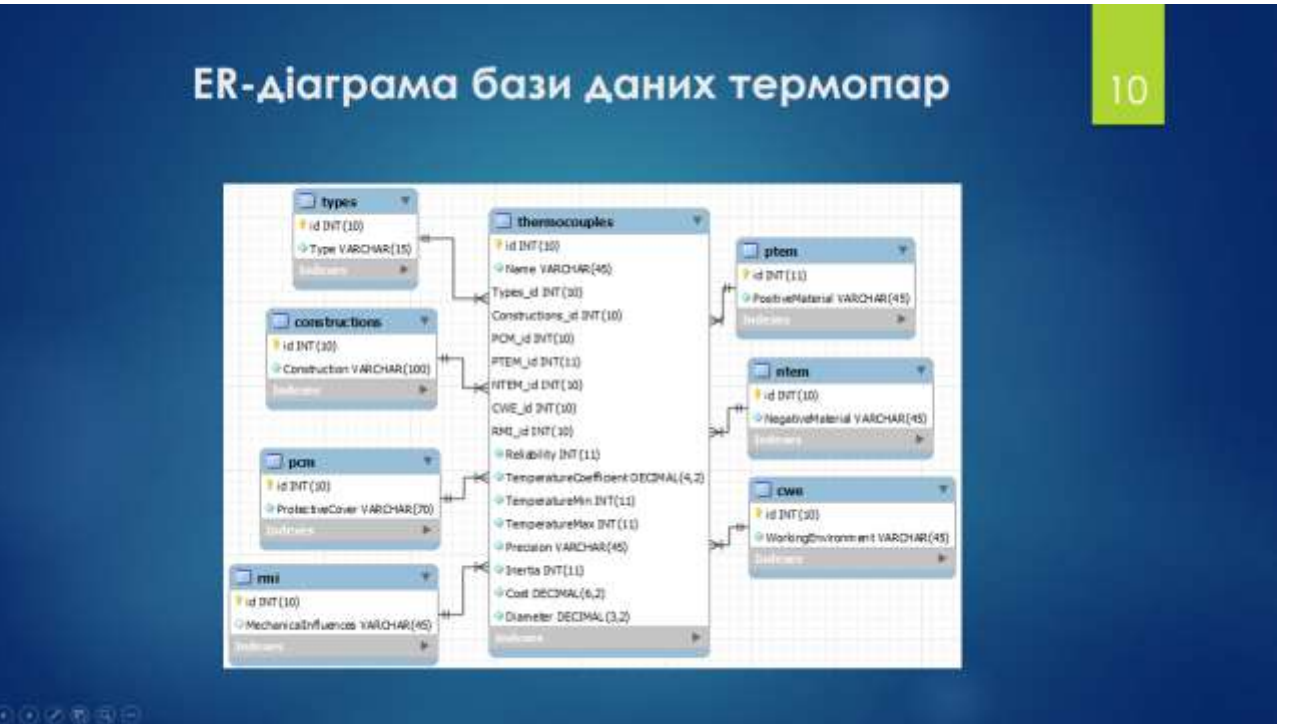 ER-діаграма бази даних термопар
10
types
id INT(10)
Type VARCHAR(15)
Indexes
constructions
id INT(10)
Construction VARCHAR(100)
Indexes
pcm
id INT(10)
ProtectiveCover VARCHAR(70)
Indexes
rmi
id INT(10)
MechanicalInfluences VARCHAR(45)
Indexes
thermocouples
id INT(10)
Name VARCHAR(45)
Types_id INT(10)
Constructions_id INT(10)
PCM_id INT(10)
PTEM_id INT(11)
NTEM_id INT(10)
CWE_id INT(10)
RMI_id INT(10)
Reliability INT(11)
TemperatureCoefficient DECIMAL(4,2)
TemperatureMin INT(11)
TemperatureMax INT(11)
Precision VARCHAR(45)
Inertia INT(11)
Cost DECIMAL(6,2)
Diameter DECIMAL(3,2)
Indexes
ptem
id INT(11)
PositiveMaterial VARCHAR(45)
Indexes
ntem
id INT(10)
NegativeMaterial VARCHAR(45)
Indexes
cwe
id INT(10)
WorkingEnvironment VARCHAR(45)
Indexes